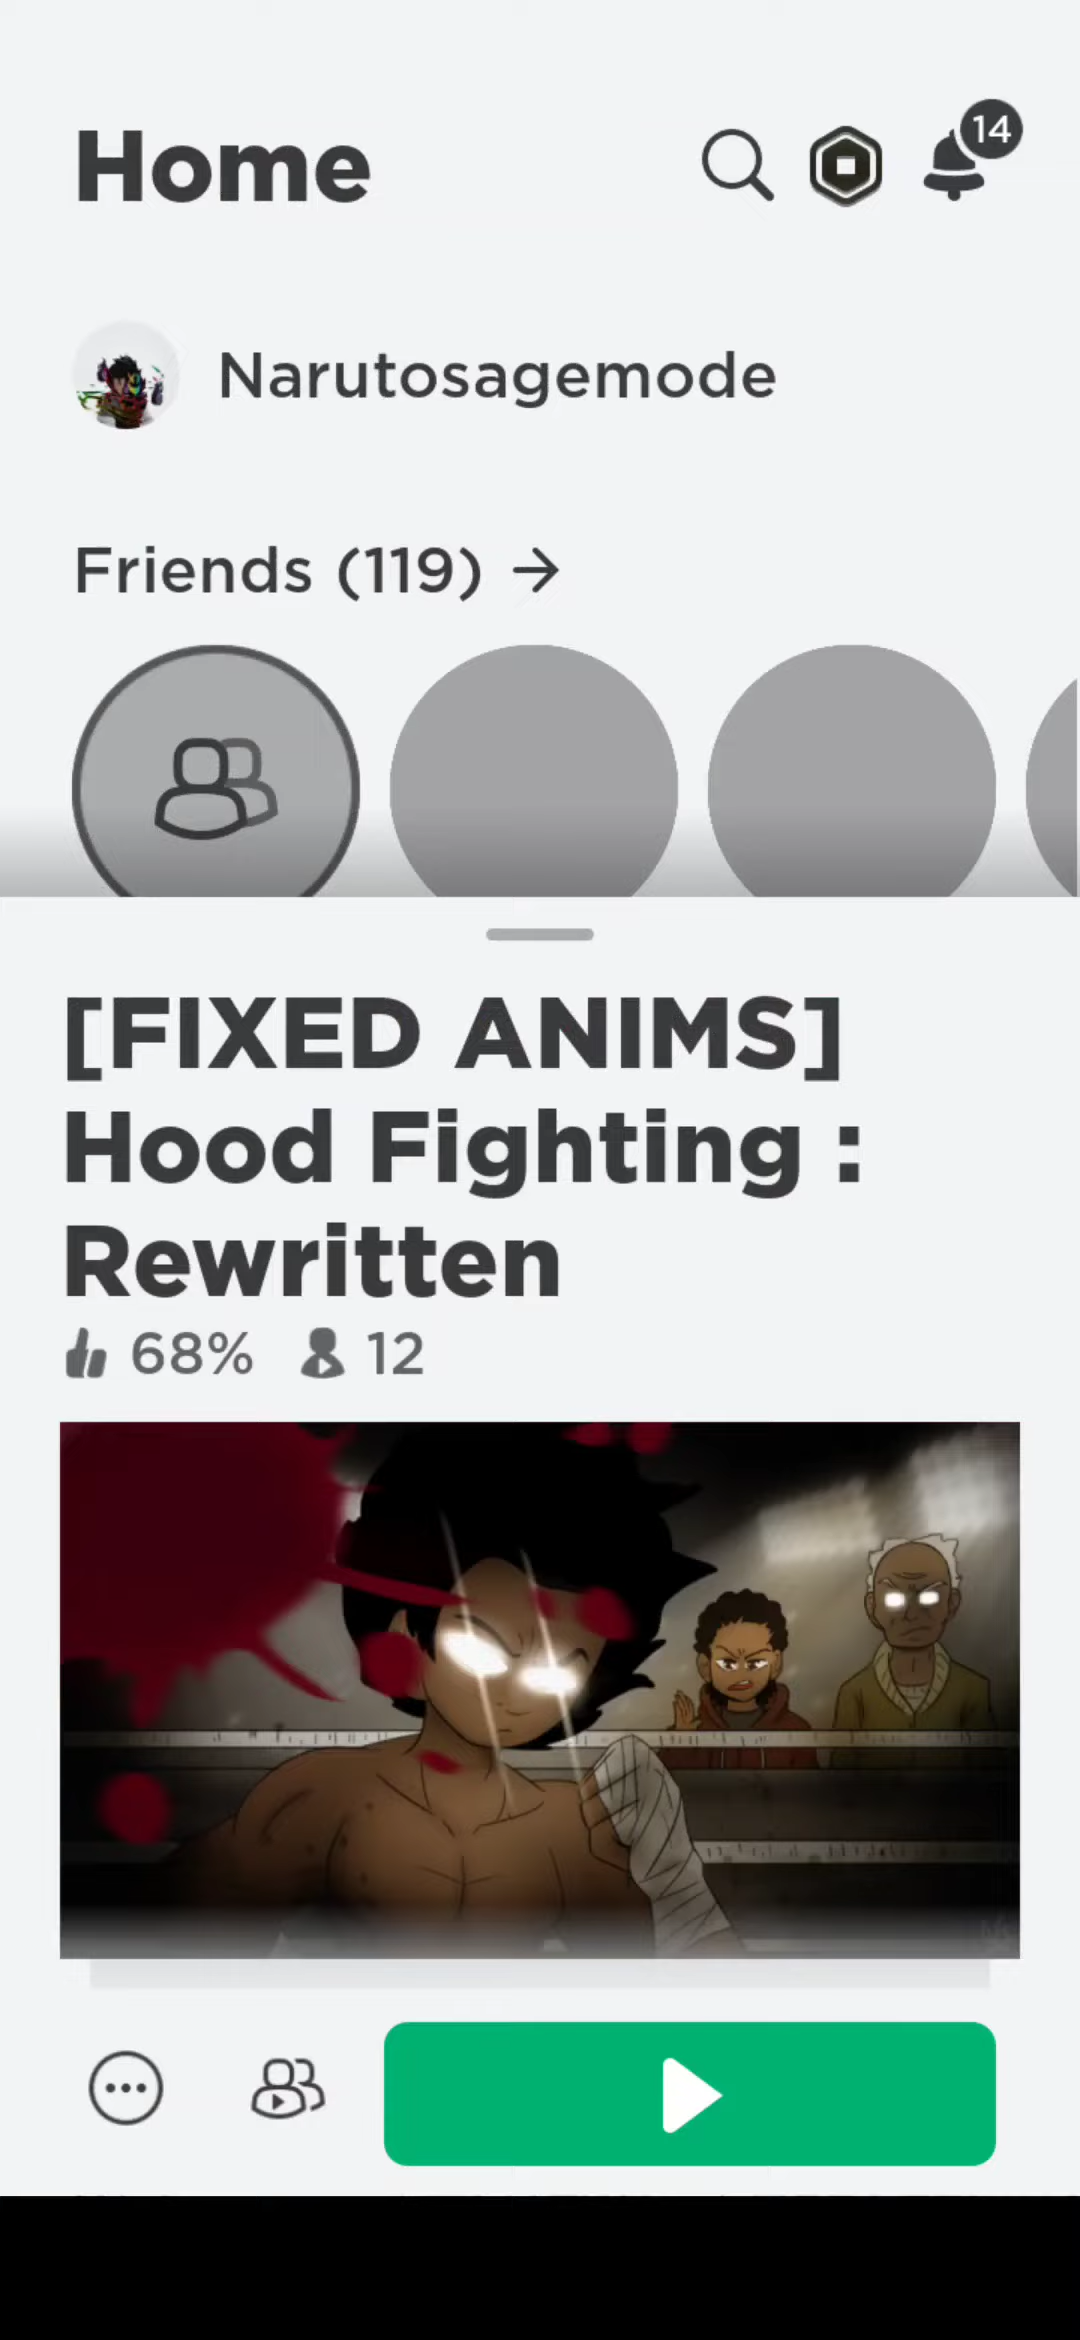 Home
14
Narutosagemode
Friends (119) →
[FIXED ANIMS]
Hood Fighting :
Rewritten
68% 12